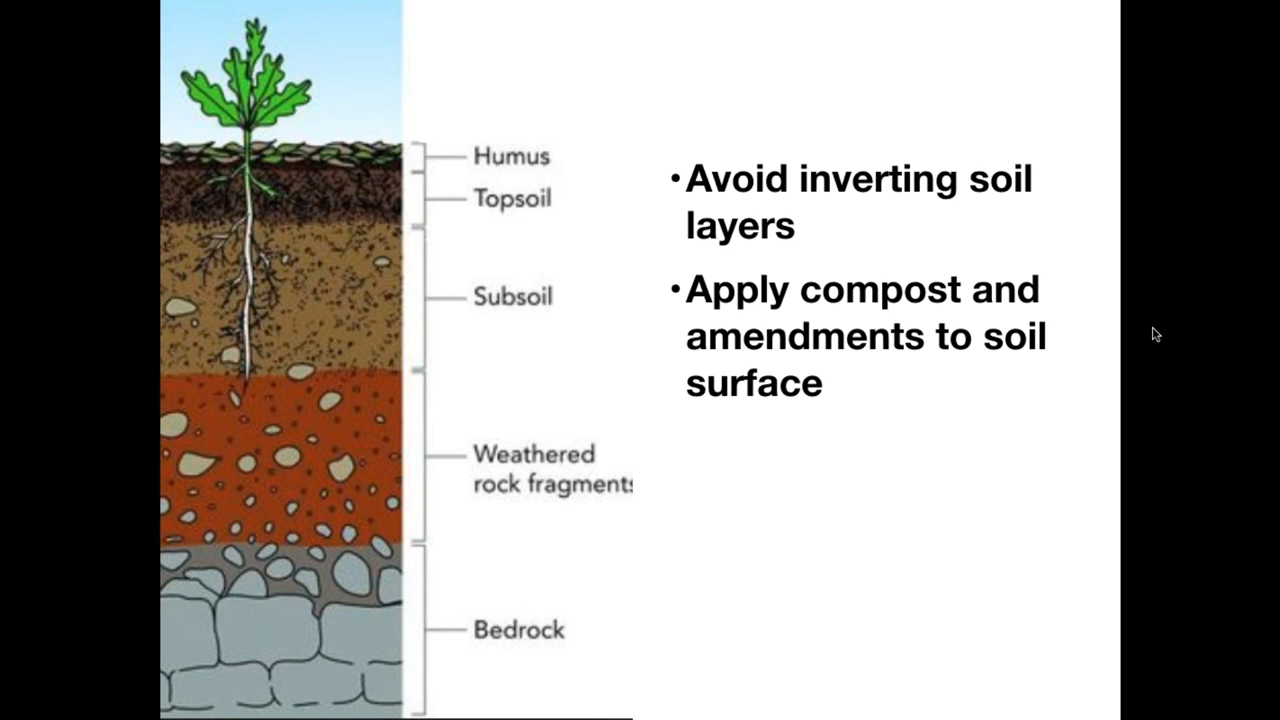 Humus
Topsoil
Subsoil
Weathered
rock fragments
Bedrock
•Avoid inverting soil
layers
•Apply compost and
amendments to soil
surface